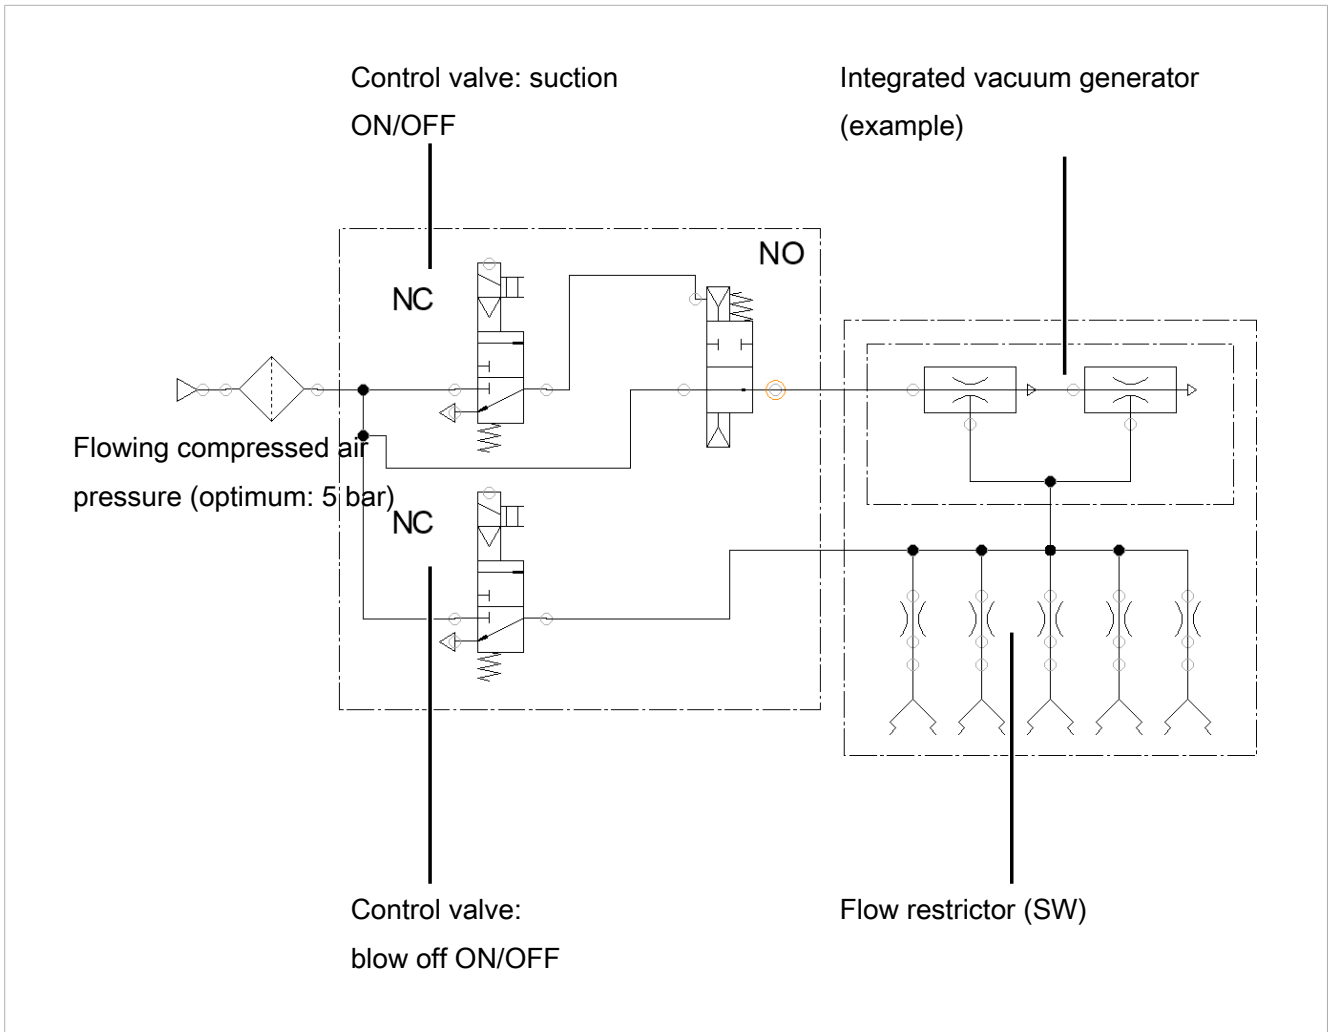 Control valve: suction
ON/OFF
Integrated vacuum generator
(example)
NO
NC
Flowing compressed air
pressure (optimum: 5 bar)
NC
Control valve:
blow off ON/OFF
Flow restrictor (SW)